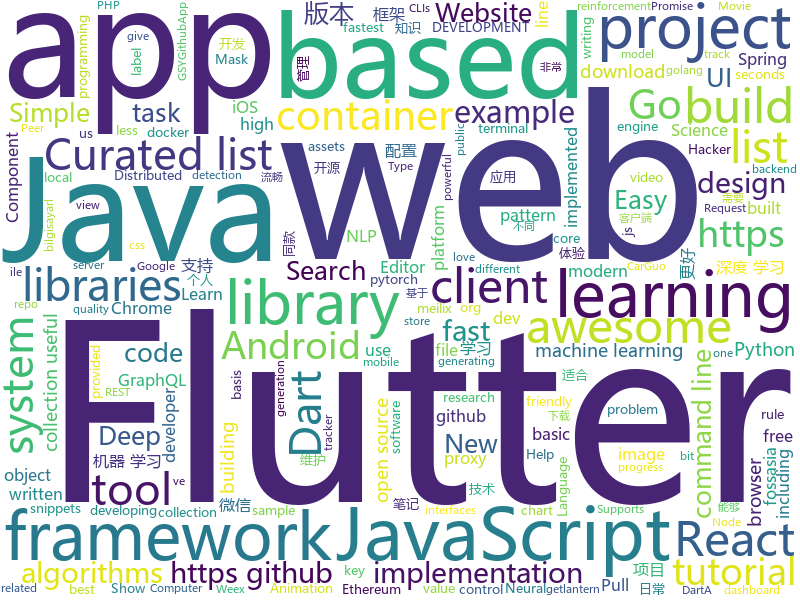 PHP
CLIs
Promise
Movie
reinforcement
app
based
版本
框架
Website
line
project
fastest
知识
DEVELOPMENT
GSYGithubApp
programming
label
开发
give
Mask
管理
writing
model
track
Spring
golang
非常
download
UI
seconds
Simple
task
iOS
container
example
Go
build
Peer
us
less
docker
high
assets
配置
terminal
engine
public
Science
Hacker
list
Curated list
web
Component
Distributed
detection
local
Java
开源
Type
powerful
应用
implemented
video
backend
Easy
design
bilgisayarl
流畅
NLP
platform
pattern
built
需要
Request
view
css
同款
Editor
core
客户端
js
不同
https
支持
Search
体验
更好
CarGuo
深度 学习
server
Google
ile
libraries
个人
Learn
pytorch
基于
modern
love
different
client
learning
quality
Chrome
library
meilix
org
store
repo
system
code
Android
use
file
学习
dev
awesome
generating
mobile
machine learning
Python
one
collection useful
GraphQL
generation
basis
Dart
fast
适合
command line
provided
REST
developer
Flutter
research
下载
friendly
problem
rule
free
github
Deep
New
basic
机器 学习
building
tracker
open source
software
proxy
Help
image
progress
bit
fossasia
including
browser
object
tool
维护
笔记
技术
Language
能够
ve
written
微信
Supports
chart
Node
snippets
developing
collection
sample
key
interfaces
framework
JavaScript
React
项目
Pull
日常
algorithms
https github
implementation
tutorial
related
best
Show
Computer
Weex
Animation
Ethereum
value
control
Neural
getlantern
DartA
dashboard